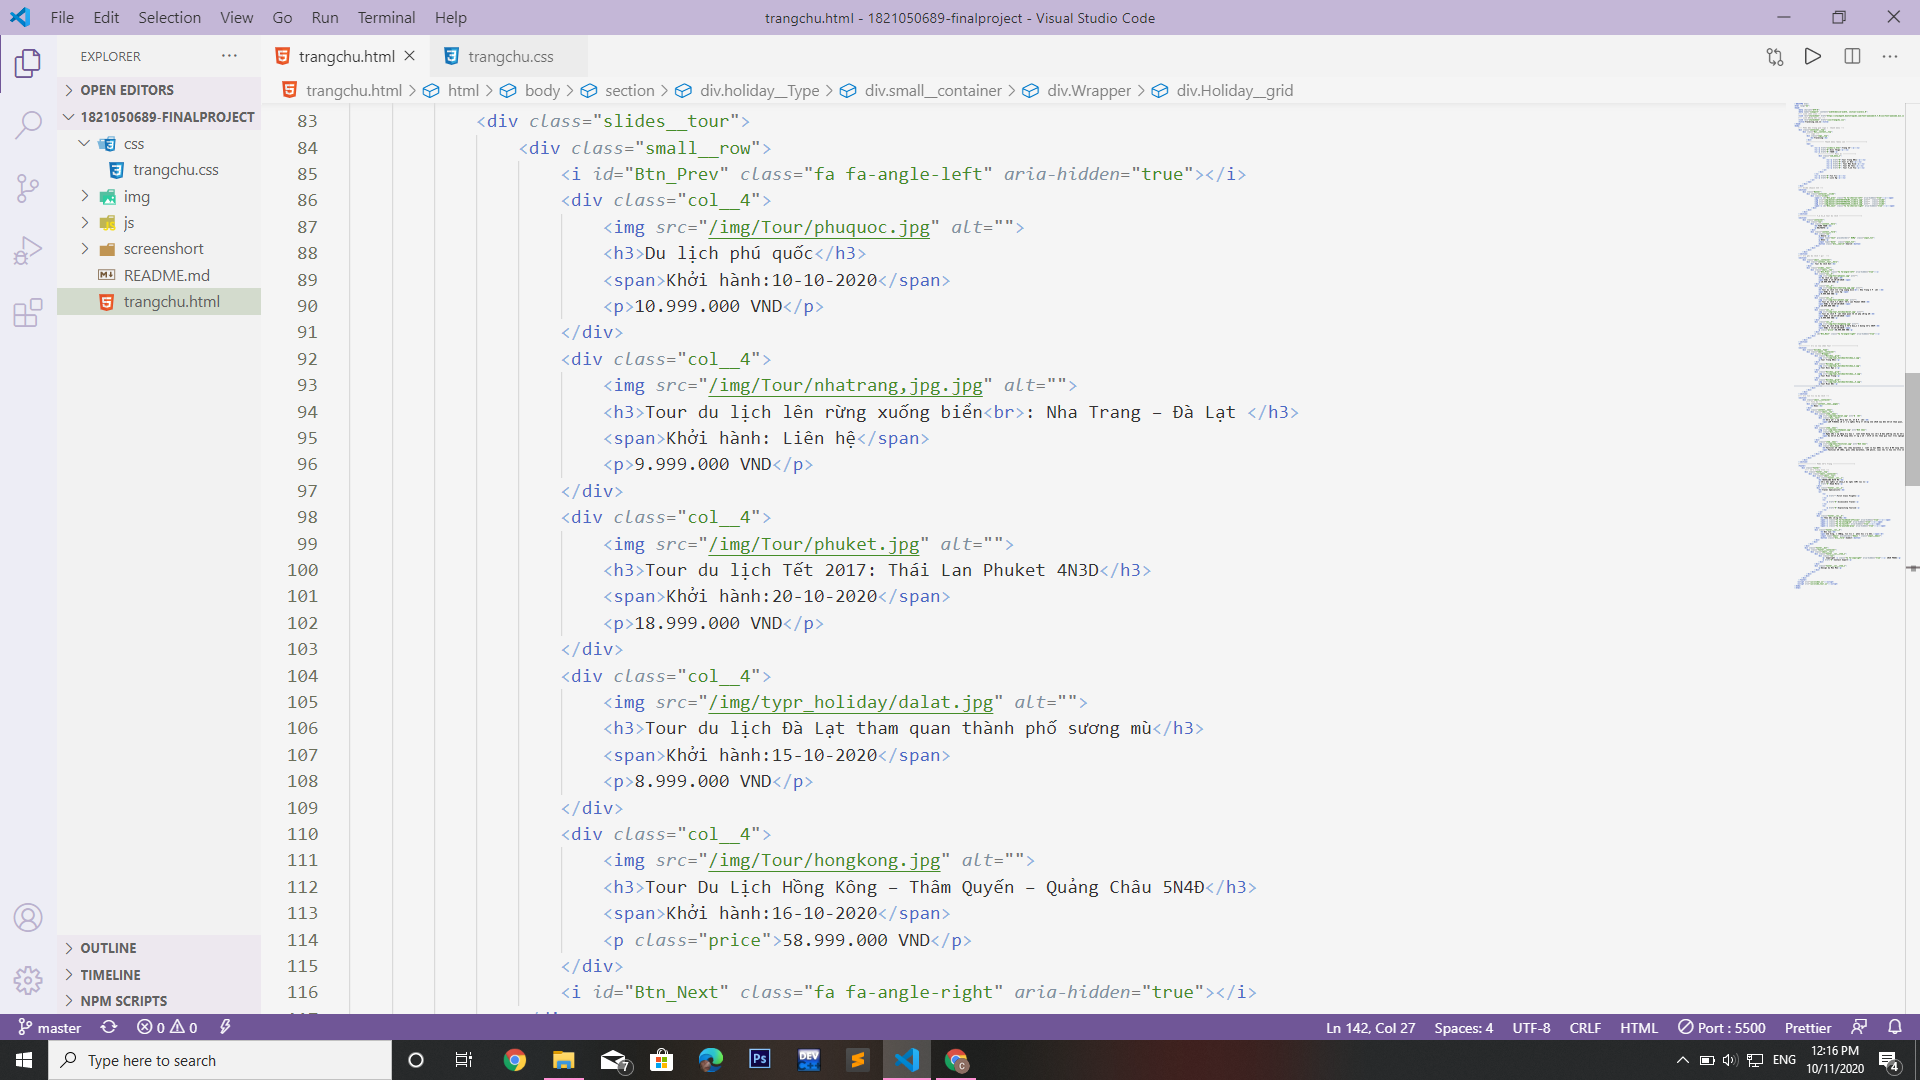 File Edit Selection View Go Run Terminal Help
trangchu.html - 1821050689-finalproject - Visual Studio Code
EXPLORER
trangchu.html
trangchu.css
OPEN EDITORS
trangchu.html > html > body > section > div.holiday__Type > div.small__container > div.Wrapper > div.Holiday__grid
1821050689-FINALPROJECT
css
trangchu.css
img
js
screenshort
README.md
trangchu.html
83 <div class="slides__tour">
84 <div class="small__row">
85 <i id="Btn_Prev" class="fa fa-angle-left" aria-hidden="true"></i>
86 <div class="col__4">
87 <img src="/img/Tour/phuquoc.jpg" alt="">
88 <h3>Du lịch phú quốc</h3>
89 <span>Khởi hành:10-10-2020</span>
90 <p>10.999.000 VND</p>
91 </div>
92 <div class="col__4">
93 <img src="/img/Tour/nhatrang,jpg.jpg" alt="">
94 <h3>Tour du lịch lên rừng xuống biển<br>: Nha Trang – Đà Lạt </h3>
95 <span>Khởi hành: Liên hệ</span>
96 <p>9.999.000 VND</p>
97 </div>
98 <div class="col__4">
99 <img src="/img/Tour/phuket.jpg" alt="">
100 <h3>Tour du lịch Tết 2017: Thái Lan Phuket 4N3D</h3>
101 <span>Khởi hành:20-10-2020</span>
102 <p>18.999.000 VND</p>
103 </div>
104 <div class="col__4">
105 <img src="/img/typr_holiday/dalat.jpg" alt="">
106 <h3>Tour du lịch Đà Lạt tham quan thành phố sương mù</h3>
107 <span>Khởi hành:15-10-2020</span>
108 <p>8.999.000 VND</p>
109 </div>
110 <div class="col__4">
111 <img src="/img/Tour/hongkong.jpg" alt="">
112 <h3>Tour Du Lịch Hồng Kông – Thâm Quyến – Quảng Châu 5N4Đ</h3>
113 <span>Khởi hành:16-10-2020</span>
114 <p class="price">58.999.000 VND</p>
115 </div>
116 <i id="Btn_Next" class="fa fa-angle-right" aria-hidden="true"></i>
OUTLINE
TIMELINE
NPM SCRIPTS
master 0 0
Ln 142, Col 27 Spaces: 4 UTF-8 CRLF HTML Port : 5500 Prettier
Type here to search
7
Ps
DEV
C
ENG
12:16 PM
10/11/2020
4